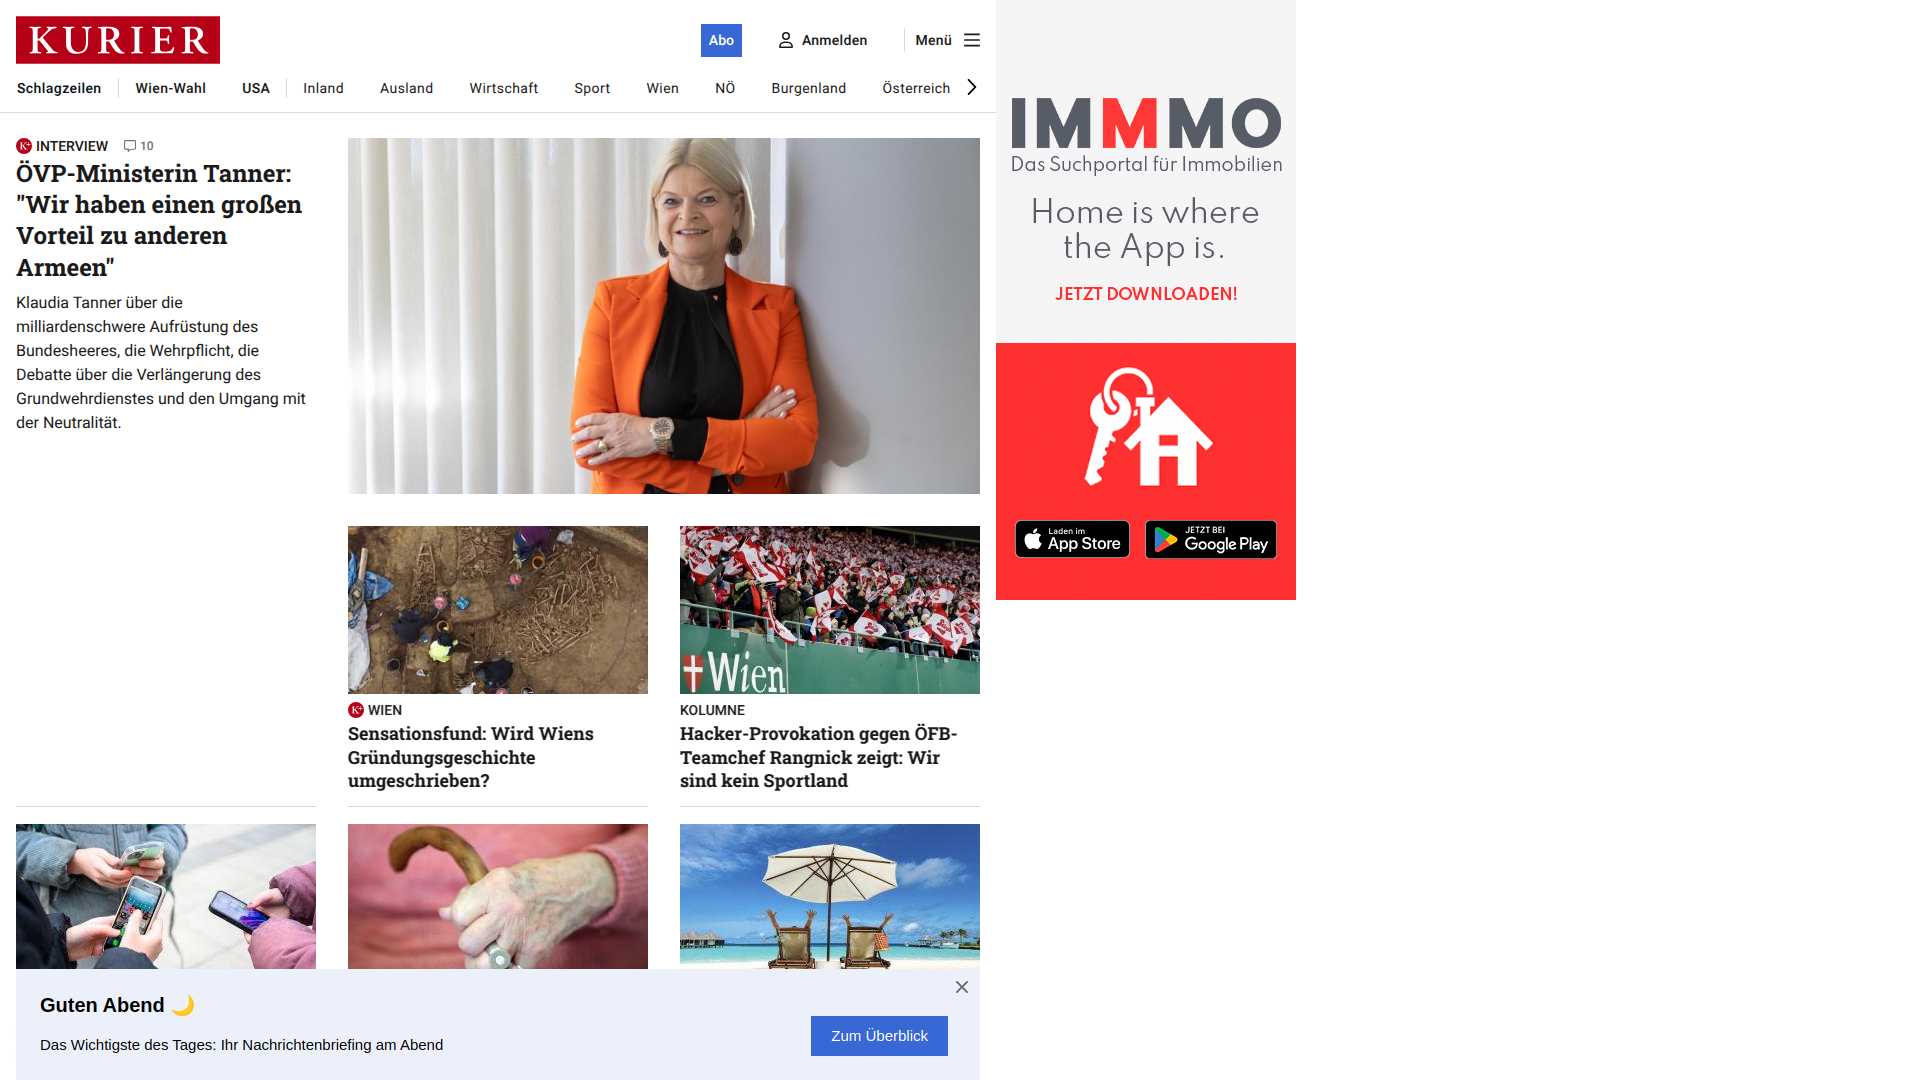 KURIER
Abo
Anmelden
Menü
Schlagzeilen
Wien-Wahl
USA
Inland
Ausland
Wirtschaft
Sport
Wien
NÖ
Burgenland
Österreich
INTERVIEW
10
ÖVP-Ministerin Tanner:
"Wir haben einen großen
Vorteil zu anderen
Armeen"
Klaudia Tanner über die
milliardenschwere Aufrüstung des
Bundesheeres, die Wehrpflicht, die
Debatte über die Verlängerung des
Grundwehrdienstes und den Umgang mit
der Neutralität.
Wien
K+ WIEN
Sensationsfund: Wird Wiens
Gründungsgeschichte
umgeschrieben?
KOLUMNE
Hacker-Provokation gegen ÖFB-
Teamchef Rangnick zeigt: Wir
sind kein Sportland
Guten Abend 🌙
Das Wichtigste des Tages: Ihr Nachrichtenbriefing am Abend
Zum Überblick
IMMMO
Das Suchportal für Immobilien
Home is where
the App is.
JETZT DOWNLOADEN!
Laden im
App Store
JETZT BEI
Google Play